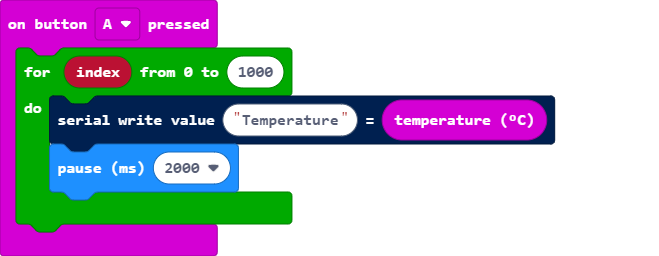 on button A pressed
for index from 0 to 1000
do
serial write value "Temperature" = temperature (ºC)
pause (ms) 2000